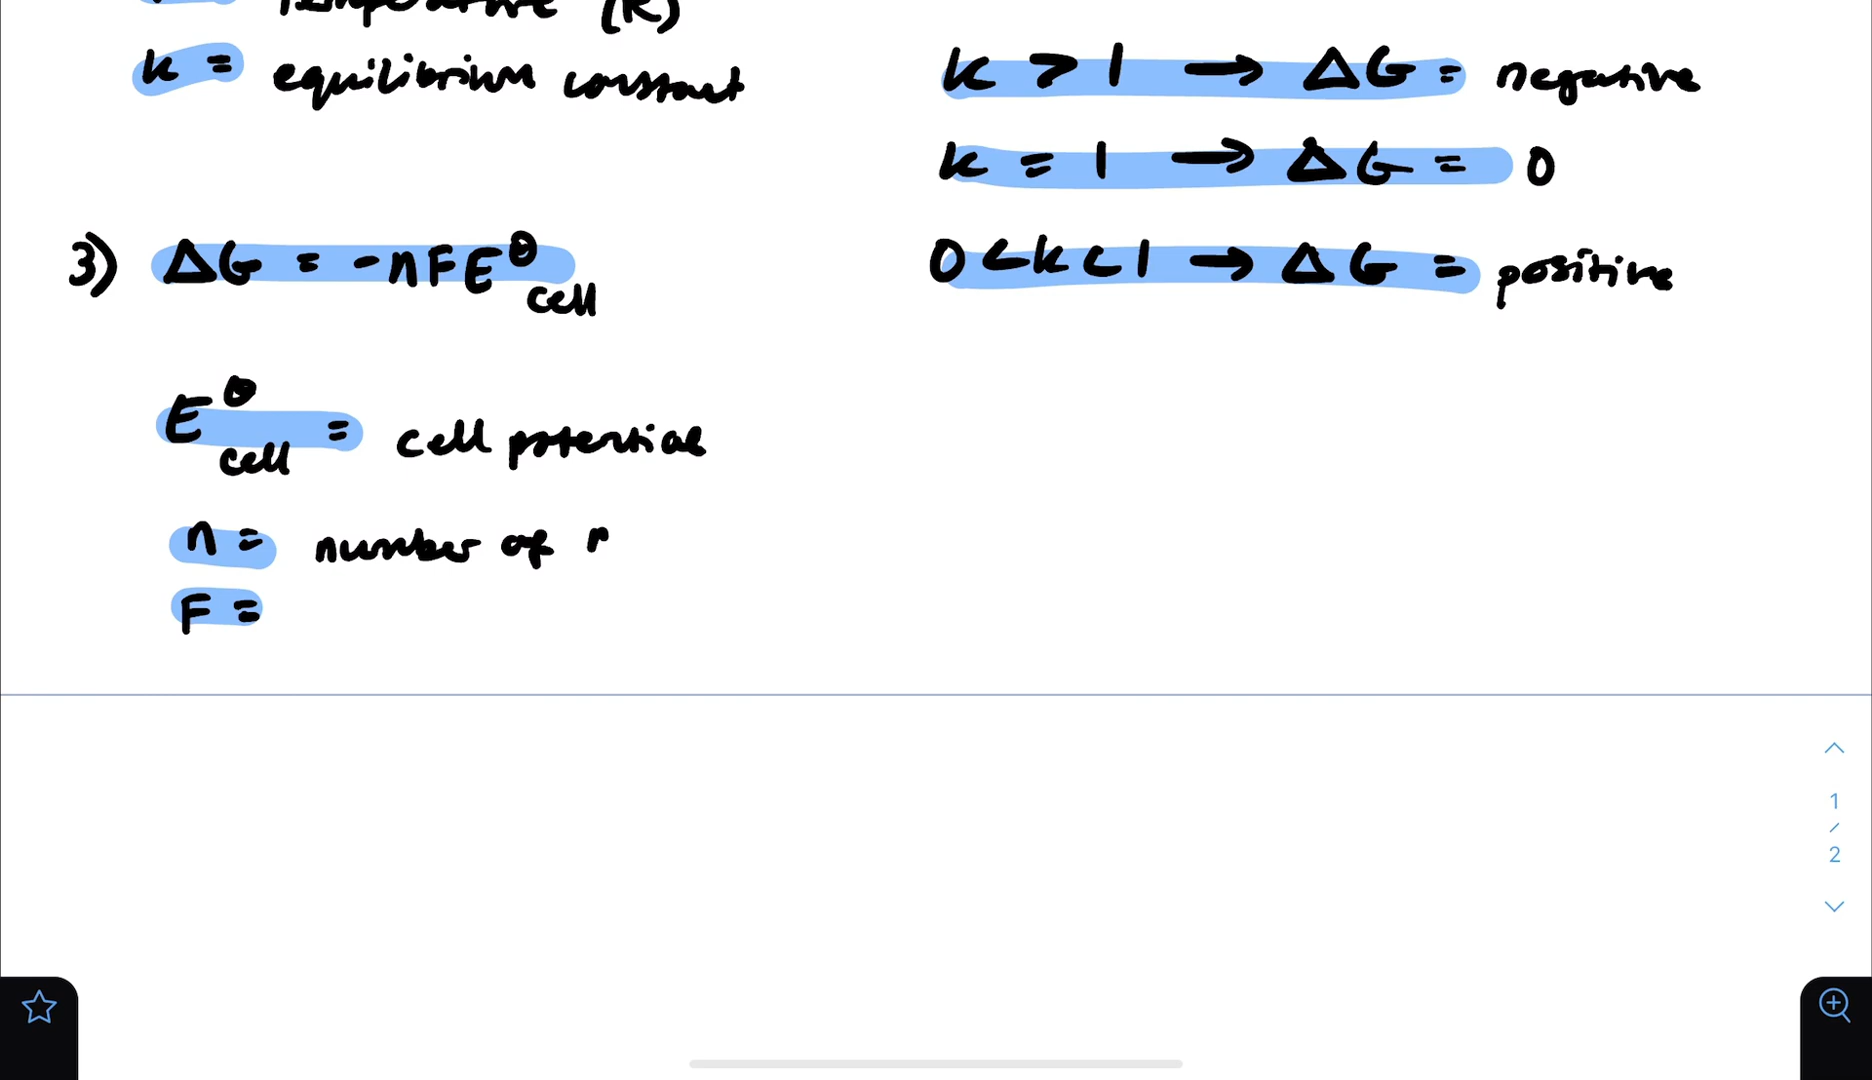 Temperature (K)
k = equilibrium constant
k > 1 → ΔG = negative
k = 1 → ΔG = 0
0 < k < 1 → ΔG = positive
3) ΔG = -nFE^θ cell
E^θ cell = cell potential
n = number of
F =
1
/
2